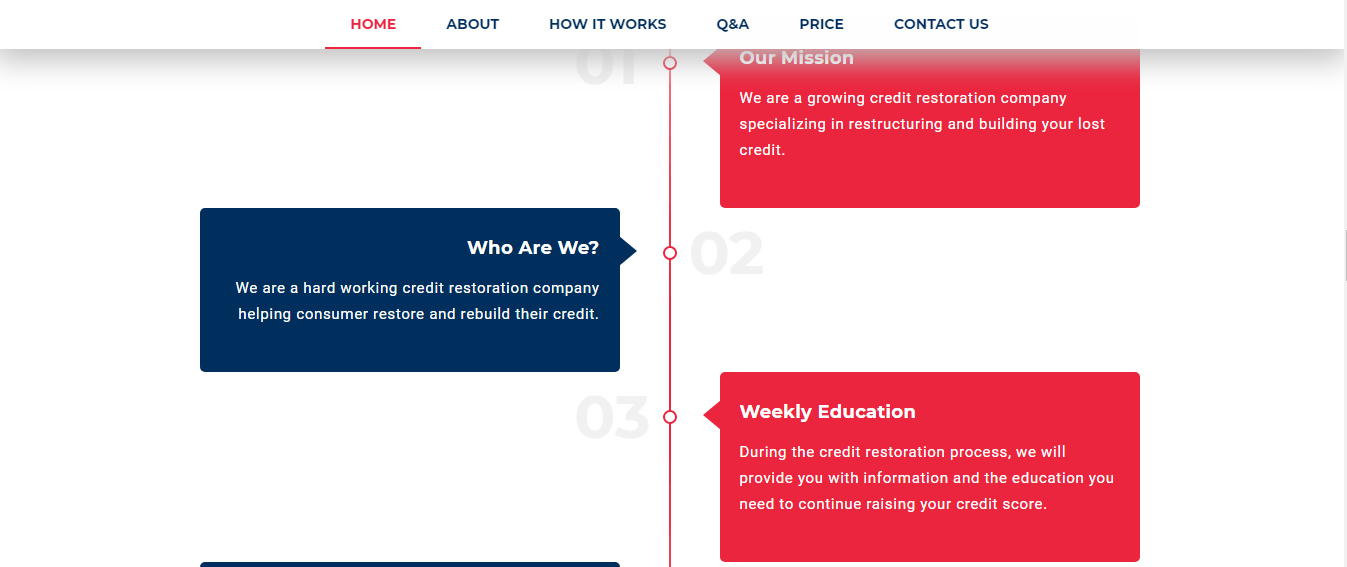 HOME ABOUT HOW IT WORKS Q&A PRICE CONTACT US
01
Our Mission
We are a growing credit restoration company
specializing in restructuring and building your lost
credit.
Who Are We?
02
We are a hard working credit restoration company
helping consumer restore and rebuild their credit.
03
Weekly Education
During the credit restoration process, we will
provide you with information and the education you
need to continue raising your credit score.